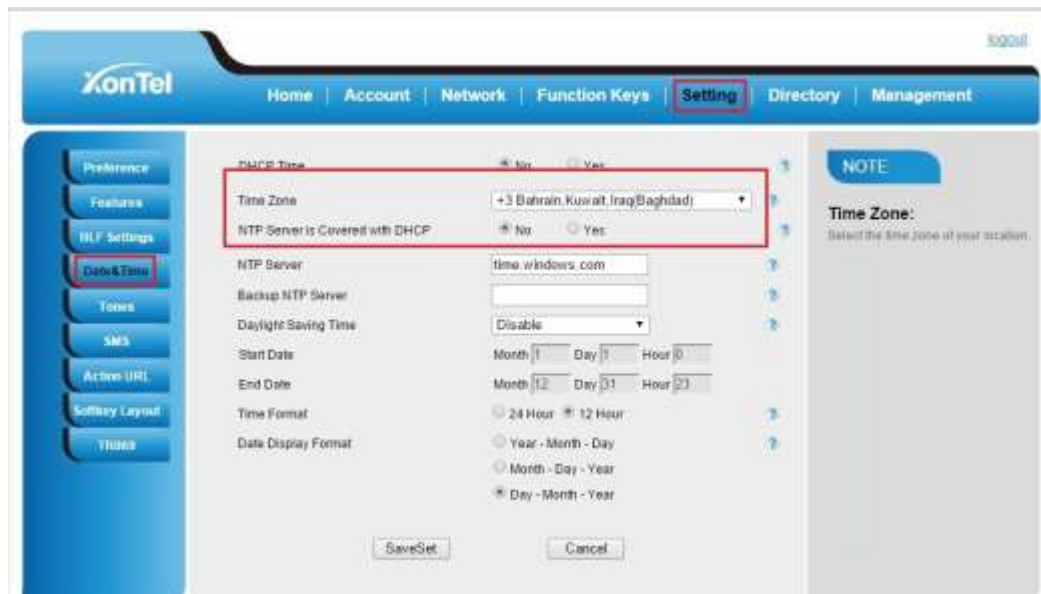 logout
XonTel
Home | Account | Network | Function Keys | Setting | Directory | Management
Preference
Features
BLF Settings
Date&Time
Tones
SMS
Action URL
Softkey Layout
TR069
DHCP Time No Yes
Time Zone +3 Bahrain,Kuwait,Iraq(Baghdad)
NTP Server is Covered with DHCP No Yes
NTP Server time.windows.com
Backup NTP Server
Daylight Saving Time Disable
Start Date Month 1 Day 1 Hour 0
End Date Month 12 Day 31 Hour 23
Time Format 24 Hour 12 Hour
Date Display Format Year - Month - Day
Month - Day - Year
Day - Month - Year
SaveSet Cancel
NOTE
Time Zone:
Select the time zone of your location